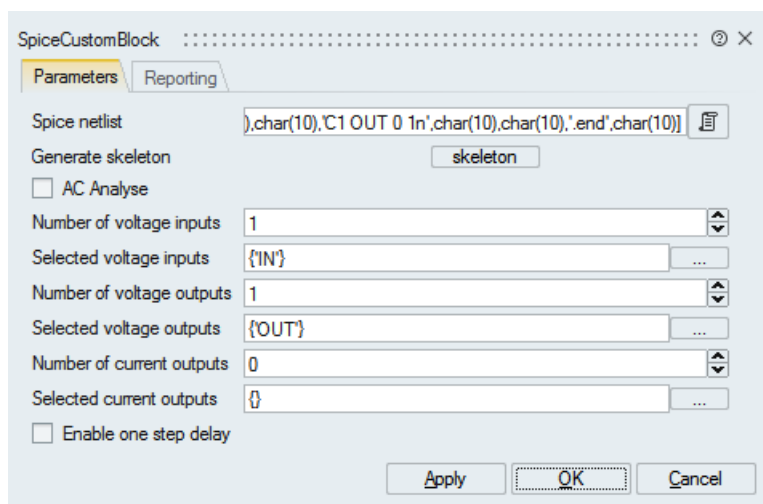 SpiceCustomBlock
Parameters Reporting
Spice netlist ),char(10),'C1 OUT 0 1n',char(10),char(10),'.end',char(10)]
Generate skeleton skeleton
AC Analyse
Number of voltage inputs 1
Selected voltage inputs {'IN'} ...
Number of voltage outputs 1
Selected voltage outputs {'OUT'} ...
Number of current outputs 0
Selected current outputs {} ...
Enable one step delay
Apply OK Cancel